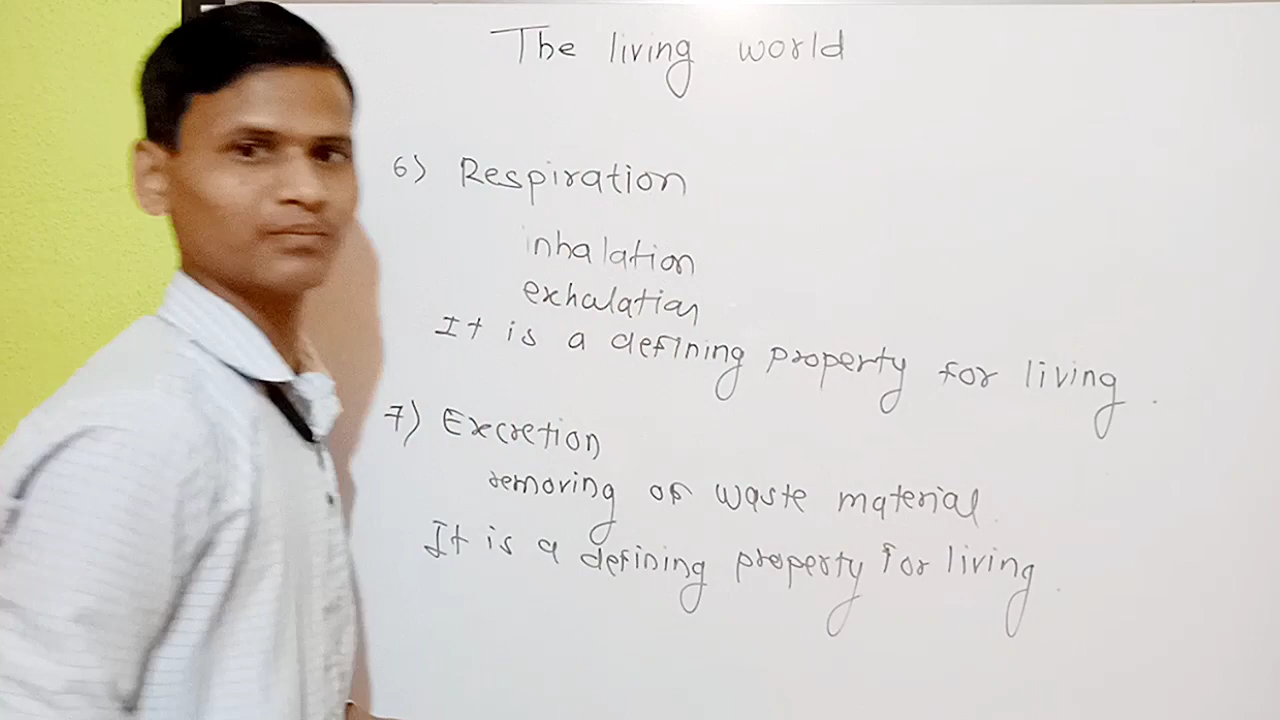 The living world
6) Respiration
inhalation
exhalation
It is a defining property for living.
7) Excretion
removing of waste material.
It is a defining property for living.